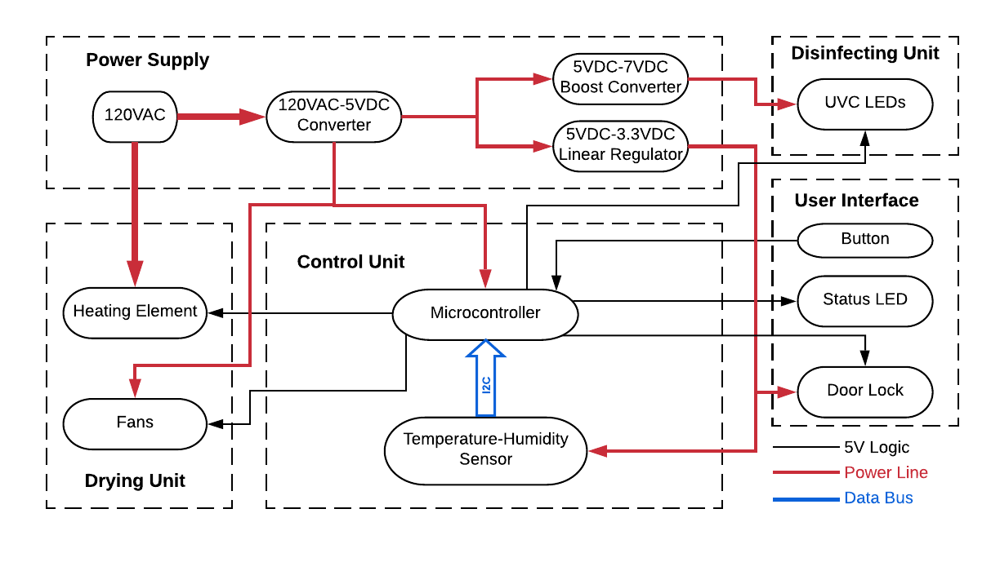 Power Supply
120VAC
120VAC-5VDC
Converter
5VDC-7VDC
Boost Converter
5VDC-3.3VDC
Linear Regulator
Disinfecting Unit
UVC LEDs
User Interface
Button
Status LED
Door Lock
Control Unit
Microcontroller
I2C
Temperature-Humidity
Sensor
Heating Element
Fans
Drying Unit
5V Logic
Power Line
Data Bus